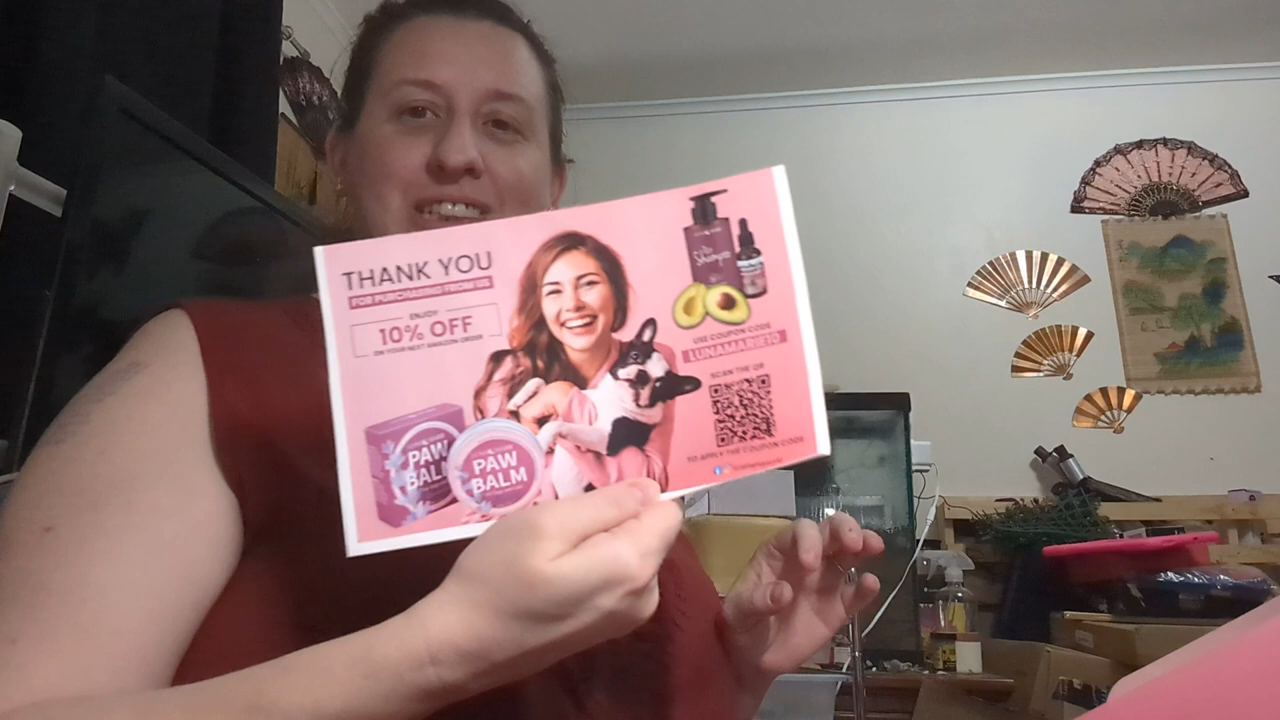 THANK YOU
FOR PURCHASING FROM US
ENJOY
10% OFF
ON YOUR NEXT AMAZON ORDER
PAW
BALM
PAW
BALM
Shampoo
USE COUPON CODE
LUNAMARIE10
SCAN THE QR
TO APPLY THE COUPON CODE